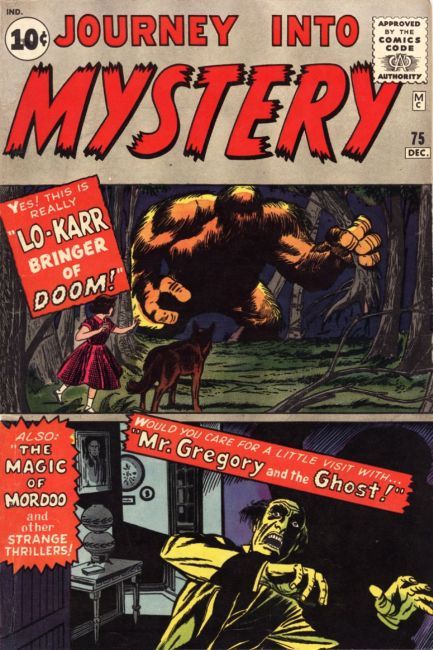 IND.
10¢
JOURNEY INTO
MYSTERY
APPROVED
BY THE
COMICS
CODE
CA
AUTHORITY
MC
75
DEC.
YES! THIS IS
REALLY
"LO-KARR
BRINGER
OF
DOOM!"
WOULD YOU CARE FOR A LITTLE VISIT WITH...
"Mr. GREGORY and the GHOST!"
ALSO:
"THE
MAGIC
OF
MORDOO
and
other
STRANGE
THRILLERS!